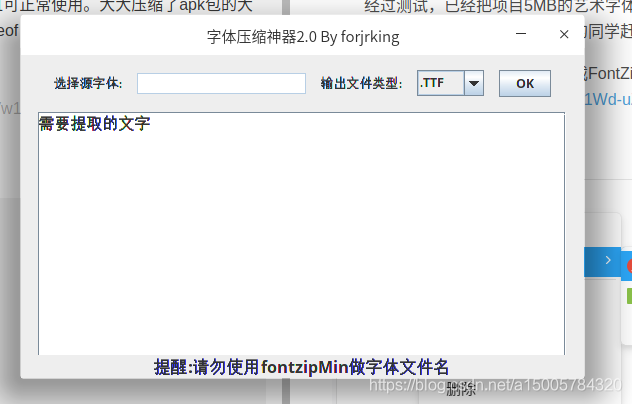 可正常使用。大大压缩了apk包的大
经过测试，已经把项目5MB的艺术字体
eof
的同学赶
字体压缩神器2.0 By forjrking
FontZi
选择源字体:
输出文件类型:
.TTF
OK
1Wd-u
w1
需要提取的文字
提醒:请勿使用fontzipMin做字体文件名
删除
https://blog.csdn.net/a15005784320